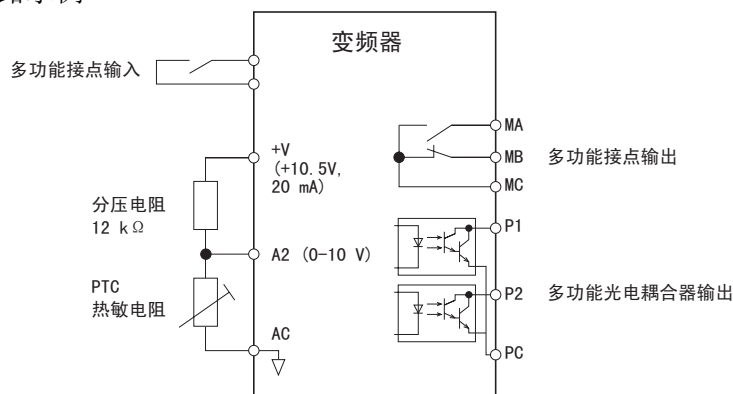 变频器
多功能接点输入
+V
(+10.5V,
20 mA)
分压电阻
12 kΩ
A2 (0-10 V)
PTC
热敏电阻
AC
MA
MB
多功能接点输出
MC
P1
P2
多功能光电耦合器输出
PC